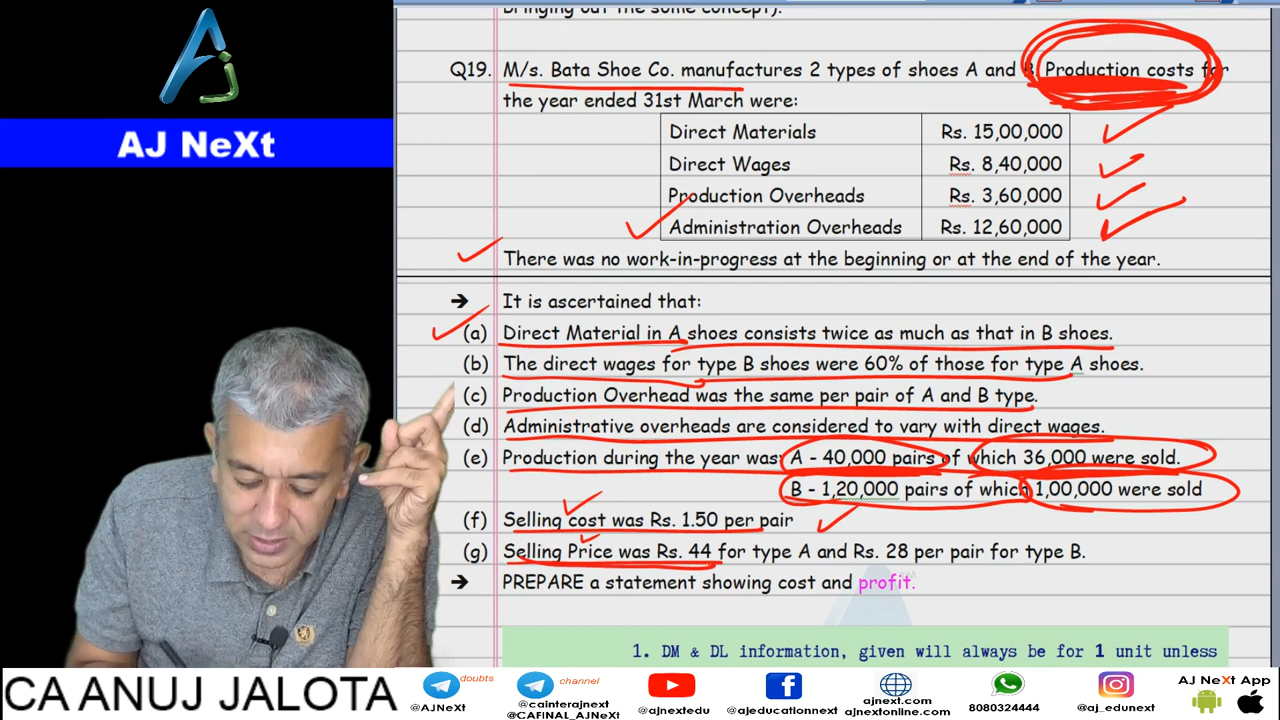 bringing out the same concept).
AJ NeXt
Q19. M/s. Bata Shoe Co. manufactures 2 types of shoes A and B. Production costs for
the year ended 31st March were:
Direct Materials Rs. 15,00,000
Direct Wages Rs. 8,40,000
Production Overheads Rs. 3,60,000
Administration Overheads Rs. 12,60,000
There was no work-in-progress at the beginning or at the end of the year.
➔ It is ascertained that:
(a) Direct Material in A shoes consists twice as much as that in B shoes.
(b) The direct wages for type B shoes were 60% of those for type A shoes.
(c) Production Overhead was the same per pair of A and B type.
(d) Administrative overheads are considered to vary with direct wages.
(e) Production during the year was: A - 40,000 pairs of which 36,000 were sold.
B - 1,20,000 pairs of which 1,00,000 were sold
(f) Selling cost was Rs. 1.50 per pair
(g) Selling Price was Rs. 44 for type A and Rs. 28 per pair for type B.
➔ PREPARE a statement showing cost and profit.
1. DM & DL information, given will always be for 1 unit unless
CA ANUJ JALOTA
doubts
@AJNeXt
channel
@cainterajnext
@CAFINAL_AJNeXt
@ajnextedu
@ajeducationnext
ajnext.com
ajnextonline.com
8080324444
@aj_edunext
AJ NeXt App